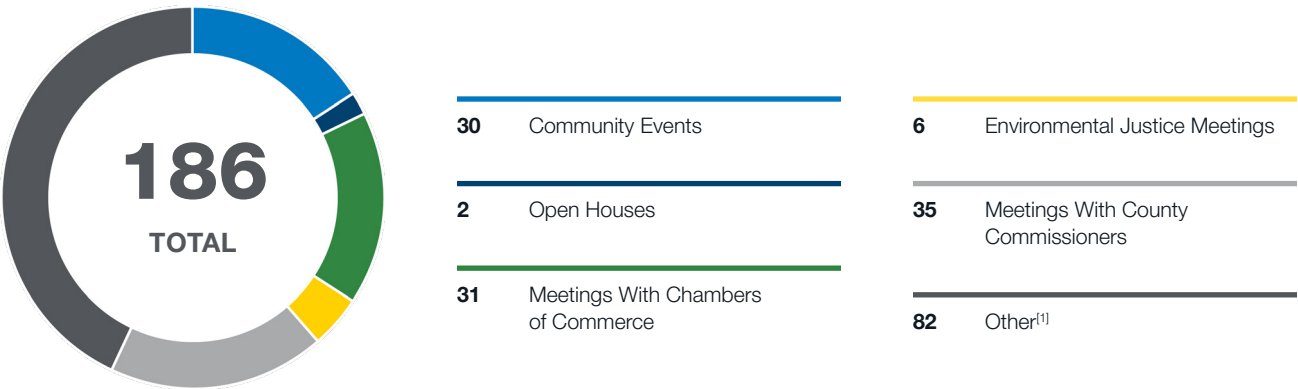 186
TOTAL
30 Community Events
2 Open Houses
31 Meetings With Chambers
of Commerce
6 Environmental Justice Meetings
35 Meetings With County
Commissioners
82 Other[1]